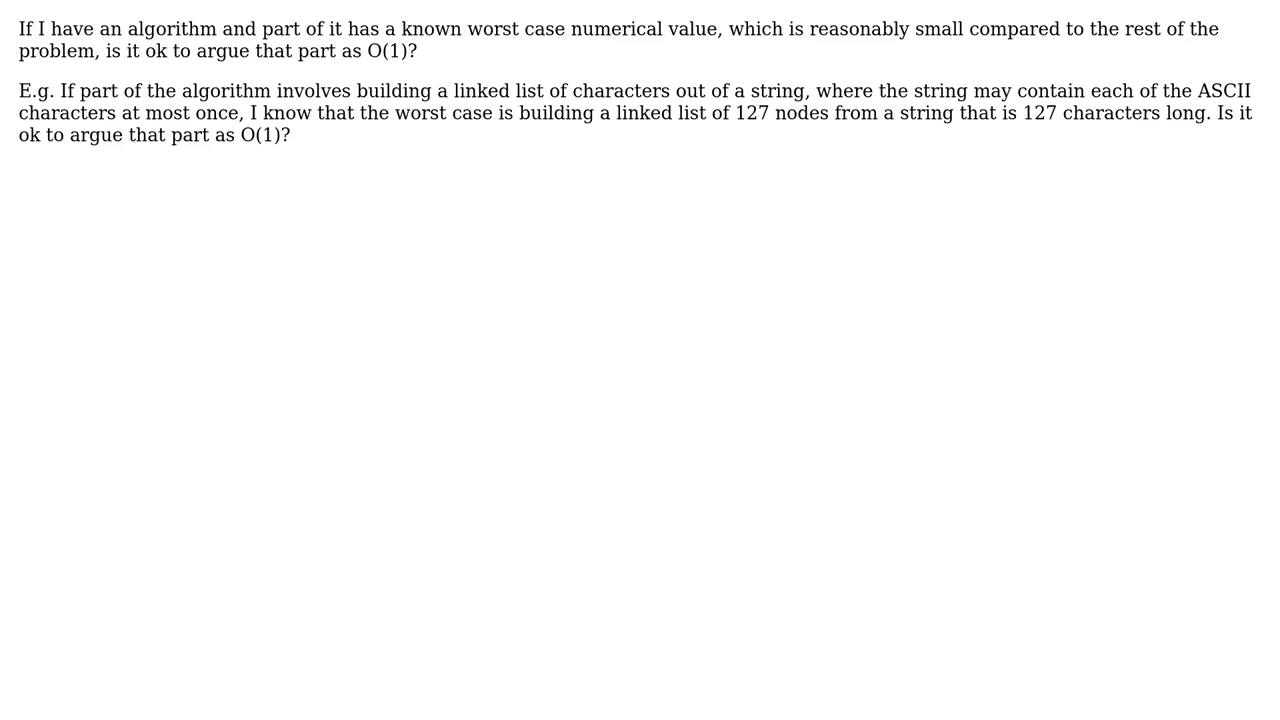 If I have an algorithm and part of it has a known worst case numerical value, which is reasonably small compared to the rest of the
problem, is it ok to argue that part as O(1)?
E.g. If part of the algorithm involves building a linked list of characters out of a string, where the string may contain each of the ASCII
characters at most once, I know that the worst case is building a linked list of 127 nodes from a string that is 127 characters long. Is it
ok to argue that part as O(1)?